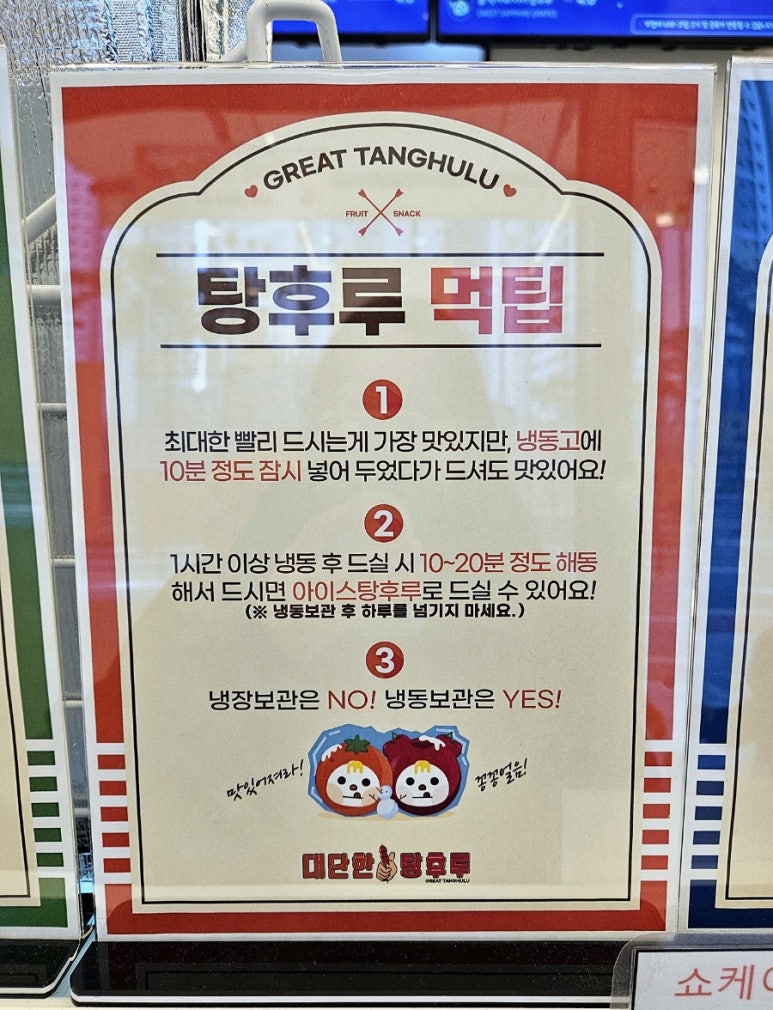 GREAT TANGHULU
FRUIT SNACK
탕후루 먹팁
1
최대한 빨리 드시는게 가장 맛있지만, 냉동고에
10분 정도 잠시 넣어 두었다가 드셔도 맛있어요!
2
1시간 이상 냉동 후 드실 시 10~20분 정도 해동
해서 드시면 아이스탕후루로 드실 수 있어요!
(※ 냉동보관 후 하루를 넘기지 마세요.)
3
냉장보관은 NO! 냉동보관은 YES!
맛있어져라!
꽁꽁얼음!
대단한 탕후루
GREAT TANGHULU
쇼케이